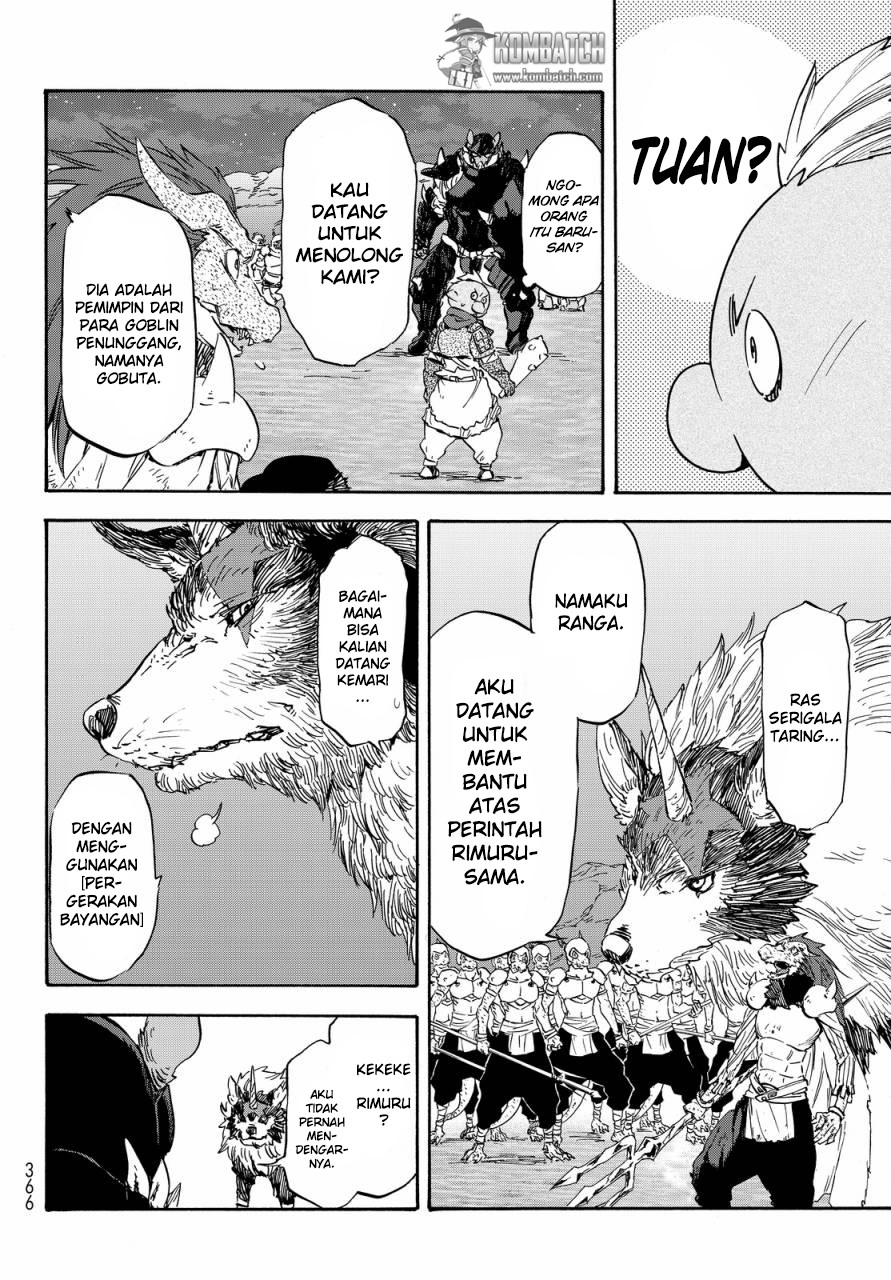 KOMBATCH
www.kombatch.com
TUAN?
NGO-
MONG APA
ORANG
ITU BARU-
SAN?
KAU
DATANG
UNTUK
MENOLONG
KAMI?
DIA ADALAH
PEMIMPIN DARI
PARA GOBLIN
PENUNGGANG,
NAMANYA
GOBUTA.
RAS
SERIGALA
TARING...
NAMAKU
RANGA.
AKU
DATANG
UNTUK
MEM-
BANTU
ATAS
PERINTAH
RIMURU-
SAMA.
BAGAI-
MANA
BISA
KALIAN
DATANG
KEMARI
...
DENGAN
MENG-
GUNAKAN
[PER-
GERAKAN
BAYANGAN]
KEKEKE
...
RIMURU
?
AKU
TIDAK
PERNAH
MEN-
DENGAR-
NYA.
366